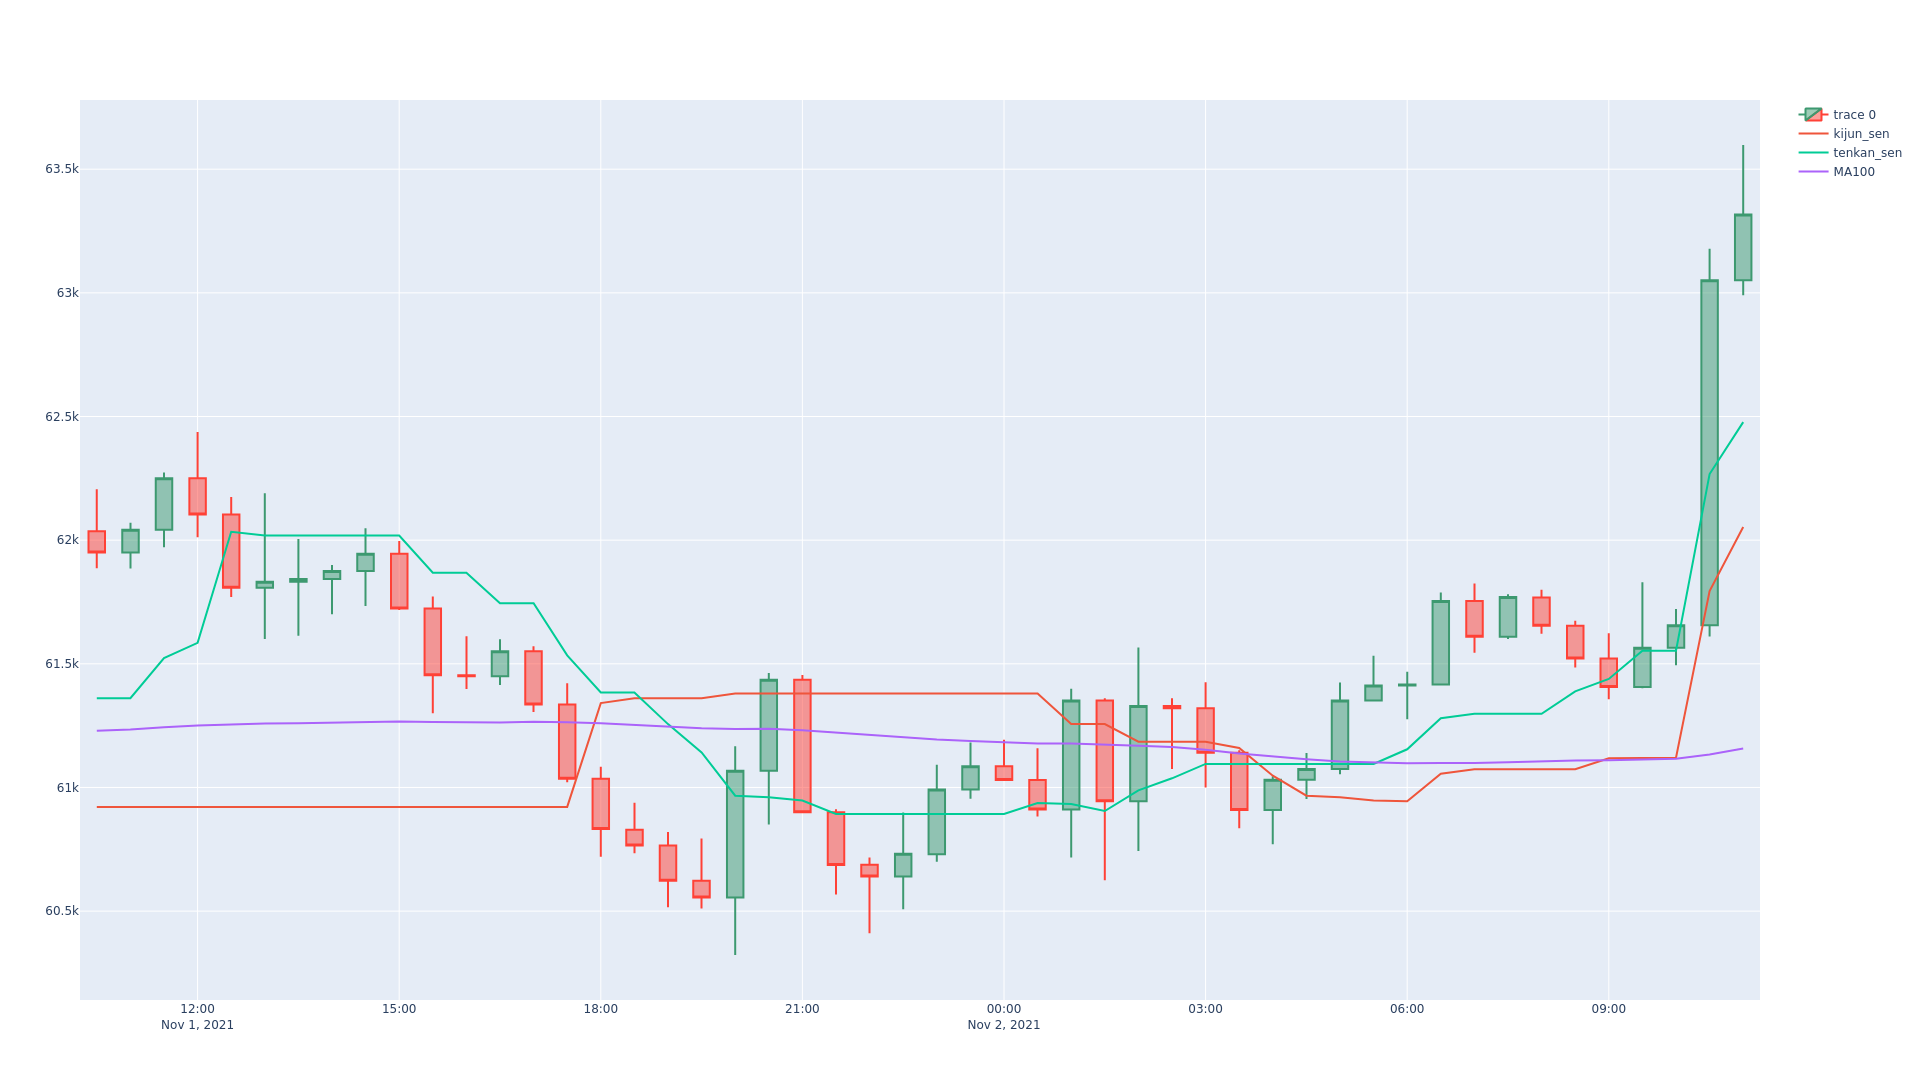 trace 0
kijun_sen
tenkan_sen
MA100
63.5k
63k
62.5k
62k
61.5k
61k
60.5k
12:00 15:00 18:00 21:00 00:00 03:00 06:00 09:00
Nov 1, 2021 Nov 2, 2021